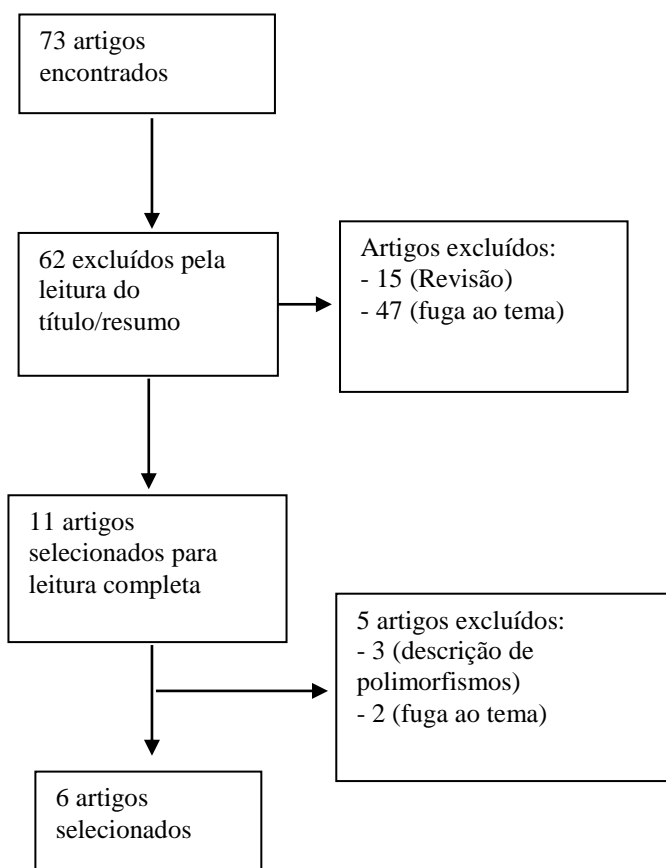 73 artigos
encontrados
62 excluídos pela
leitura do
título/resumo
Artigos excluídos:
- 15 (Revisão)
- 47 (fuga ao tema)
11 artigos
selecionados para
leitura completa
5 artigos excluídos:
- 3 (descrição de
polimorfismos)
- 2 (fuga ao tema)
6 artigos
selecionados